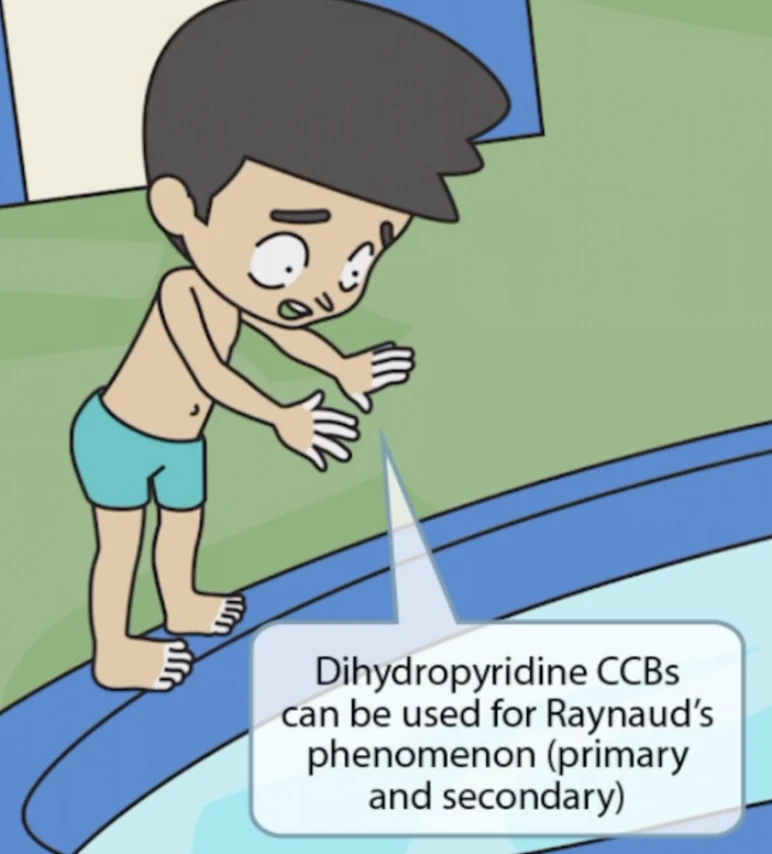 Dihydropyridine CCBs
can be used for Raynaud's
phenomenon (primary
and secondary)